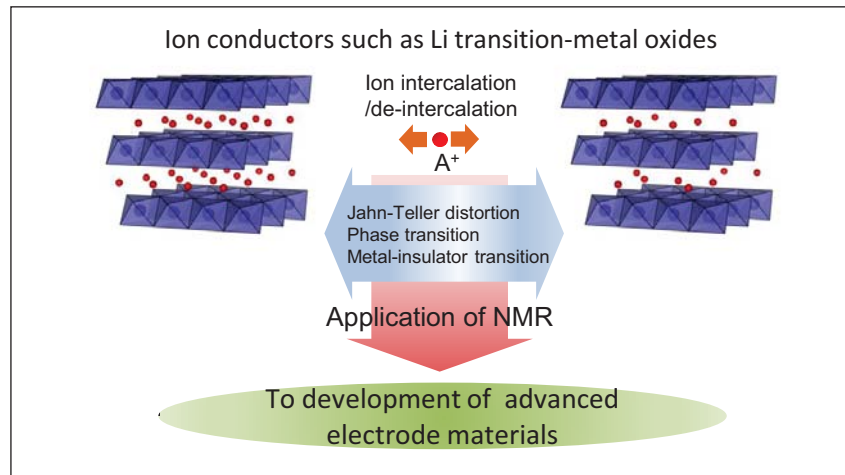 Ion conductors such as Li transition-metal oxides
Ion intercalation
/de-intercalation
A⁺
Jahn-Teller distortion
Phase transition
Metal-insulator transition
Application of NMR
To development of advanced
electrode materials